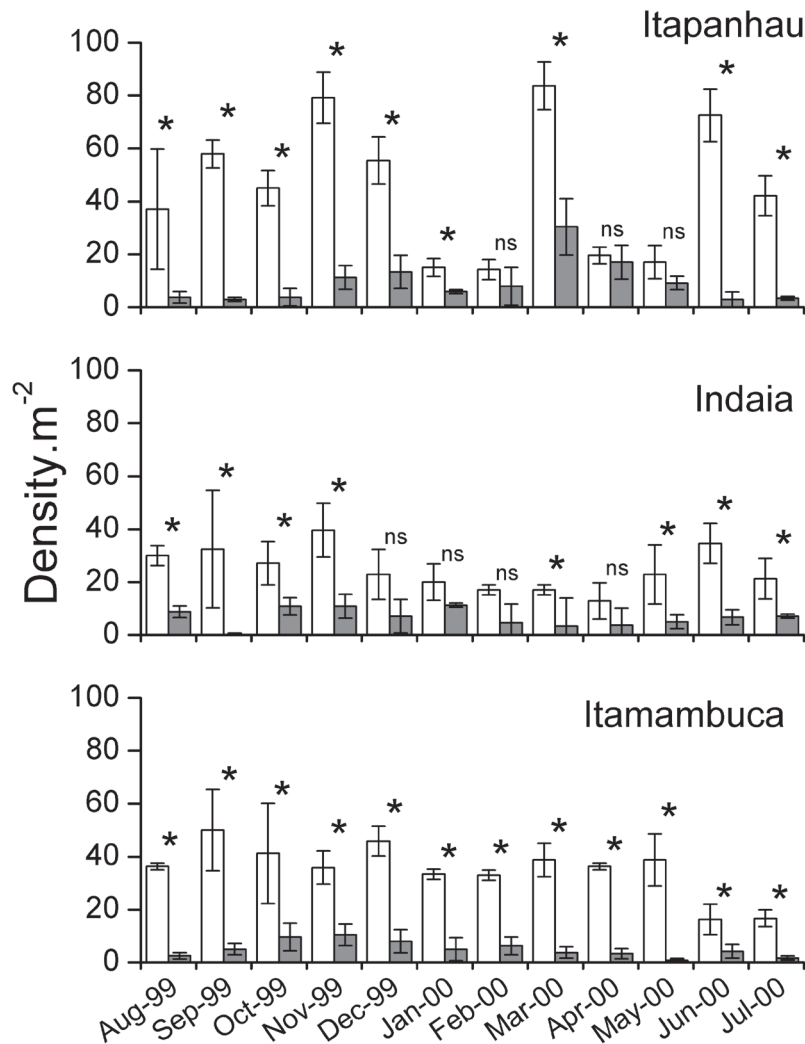 Itapanhau
100
80
60
40
20
0
* * * * * * ns * ns ns * *
Indaia
Density.m-2
100
80
60
40
20
0
* * * * ns ns ns * ns * * *
Itamambuca
100
80
60
40
20
0
* * * * * * * * * * * *
Aug-99 Sep-99 Oct-99 Nov-99 Dec-99 Jan-00 Feb-00 Mar-00 Apr-00 May-00 Jun-00 Jul-00